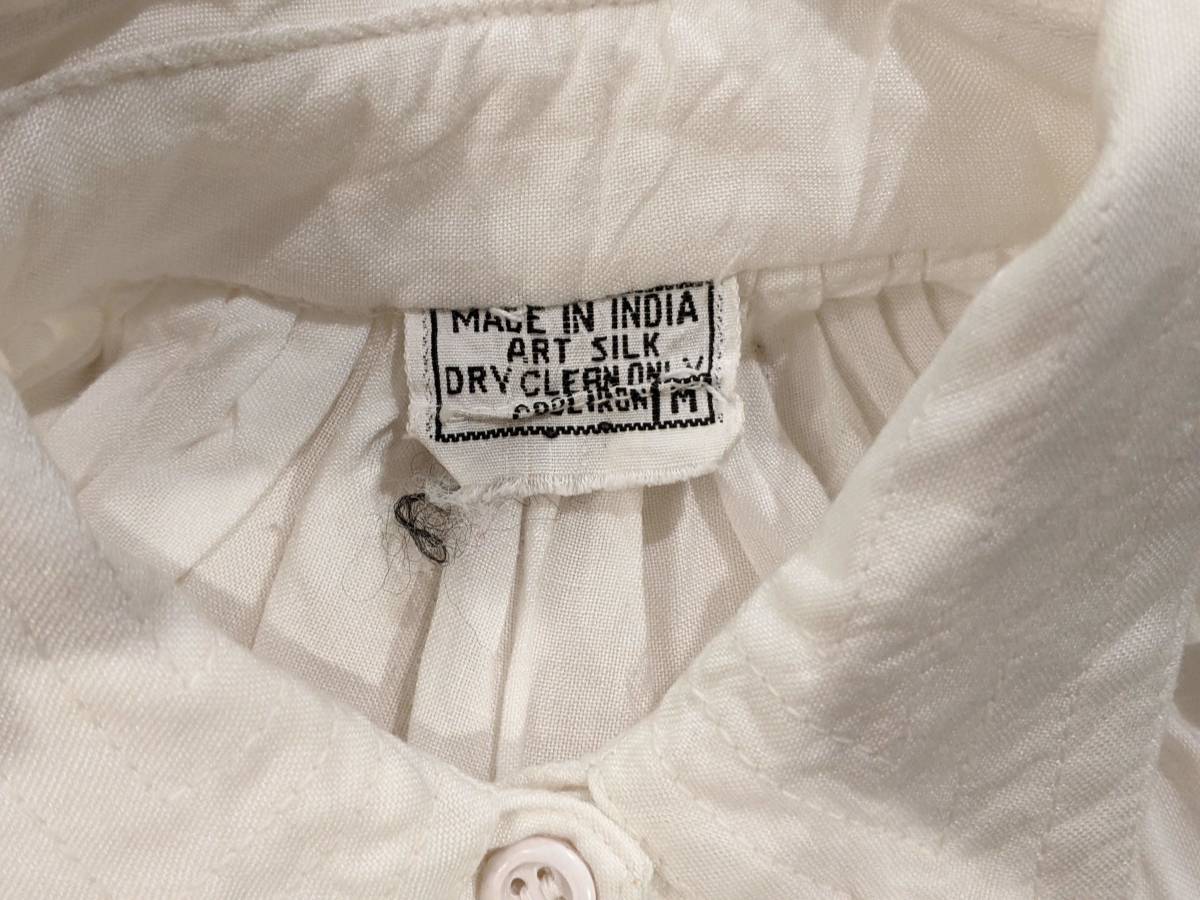 MADE IN INDIA
ART SILK
DRY CLEAN ONLY
COOL IRON M